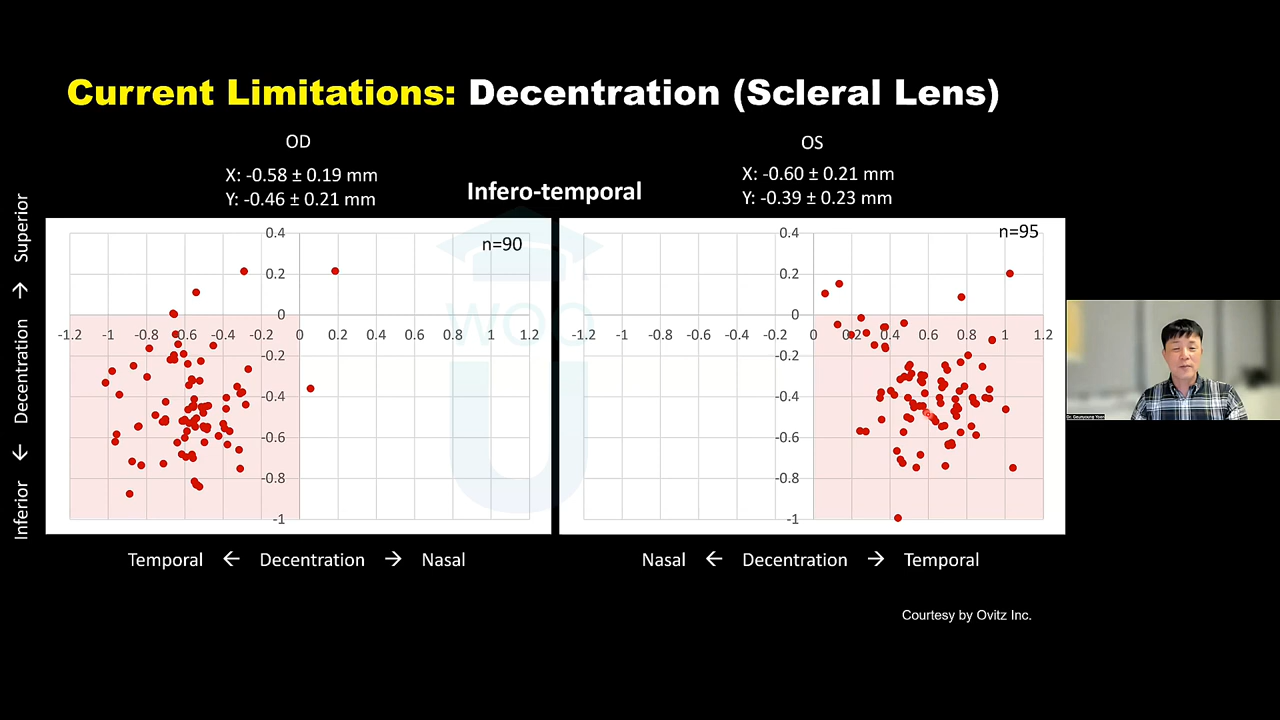 Current Limitations: Decentration (Scleral Lens)
OD
X: -0.58 ± 0.19 mm
Y: -0.46 ± 0.21 mm
Infero-temporal
OS
X: -0.60 ± 0.21 mm
Y: -0.39 ± 0.23 mm
Inferior ← Decentration → Superior
n=90
0.4
0.2
0
-1.2 -1 -0.8 -0.6 -0.4 -0.2 0.2 0.4 0.6 0.8 1 1.2
-0.2
-0.4
-0.6
-0.8
-1
n=95
0.4
0.2
0
-1.2 -1 -0.8 -0.6 -0.4 -0.2 0 0.2 0.4 0.6 0.8 1 1.2
-0.2
-0.4
-0.6
-0.8
-1
WOO
U
Temporal ← Decentration → Nasal
Nasal ← Decentration → Temporal
Courtesy by Ovitz Inc.